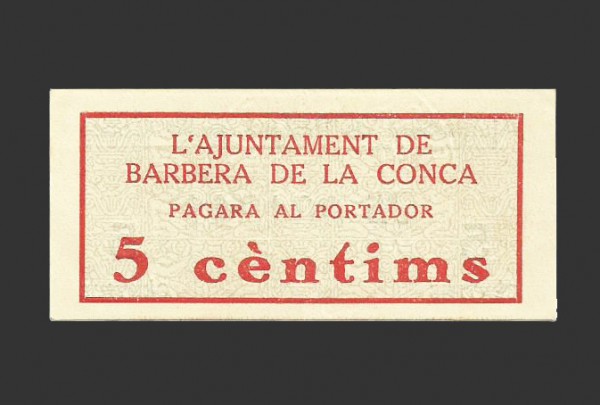 L'AJUNTAMENT DE
BARBERA DE LA CONCA
PAGARA AL PORTADOR
5 cèntims